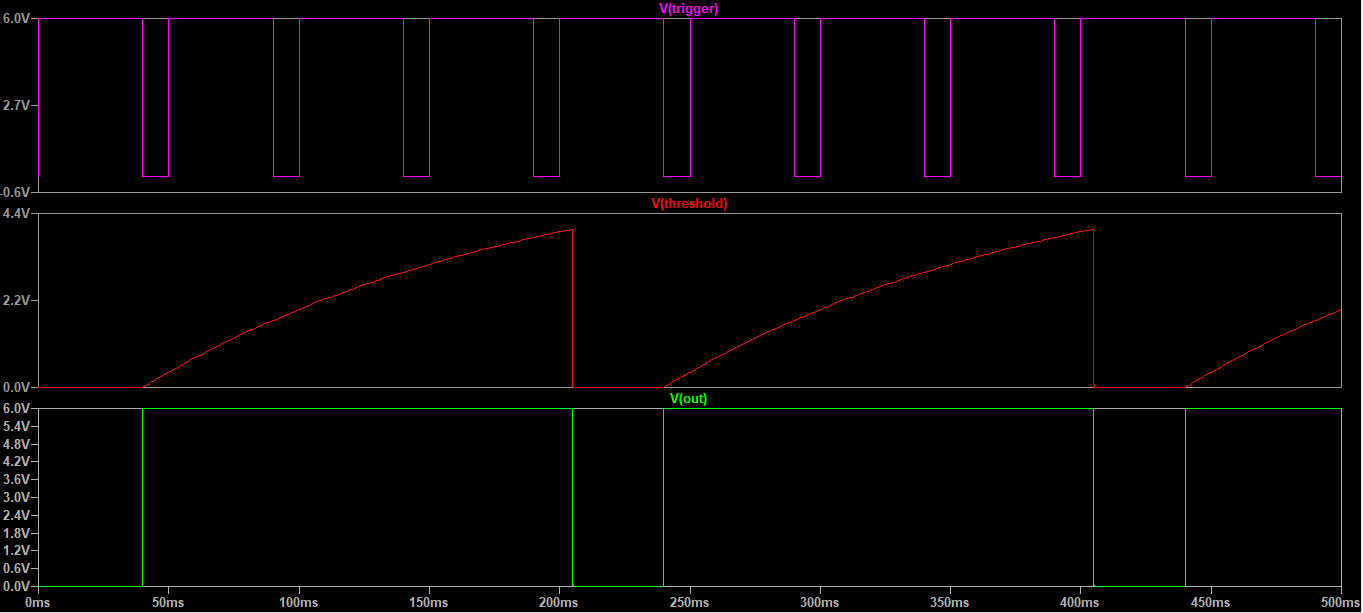 V(trigger)
6.0V
2.7V
-0.6V
V(threshold)
4.4V
2.2V
0.0V
V(out)
6.0V
5.4V
4.8V
4.2V
3.6V
3.0V
2.4V
1.8V
1.2V
0.6V
0.0V
0ms 50ms 100ms 150ms 200ms 250ms 300ms 350ms 400ms 450ms 500ms